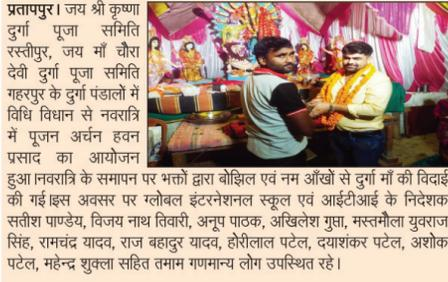 प्रतापपुर। जय श्री कृष्णा
दुर्गा पूजा समिति
रस्तीपुर, जय माँ चौरा
देवी दुर्गा पूजा समिति
गहरपुर के दुर्गा पंडालों में
विधि विधान से नवरात्रि
में पूजन अर्चन हवन
प्रसाद का आयोजन
हुआ।नवरात्रि के समापन पर भक्तों द्वारा बोझिल एवं नम आँखों से दुर्गा माँ की विदाई
की गई।इस अवसर पर ग्लोबल इंटरनेशनल स्कूल एवं आईटीआई के निदेशक
सतीश पाण्डेय, विजय नाथ तिवारी, अनूप पाठक, अखिलेश गुप्ता, मस्तमौला युवराज
सिंह, रामचंद्र यादव, राज बहादुर यादव, होरीलाल पटेल, दयाशंकर पटेल, अशोक
पटेल, महेन्द्र शुक्ला सहित तमाम गणमान्य लोग उपस्थित रहे।